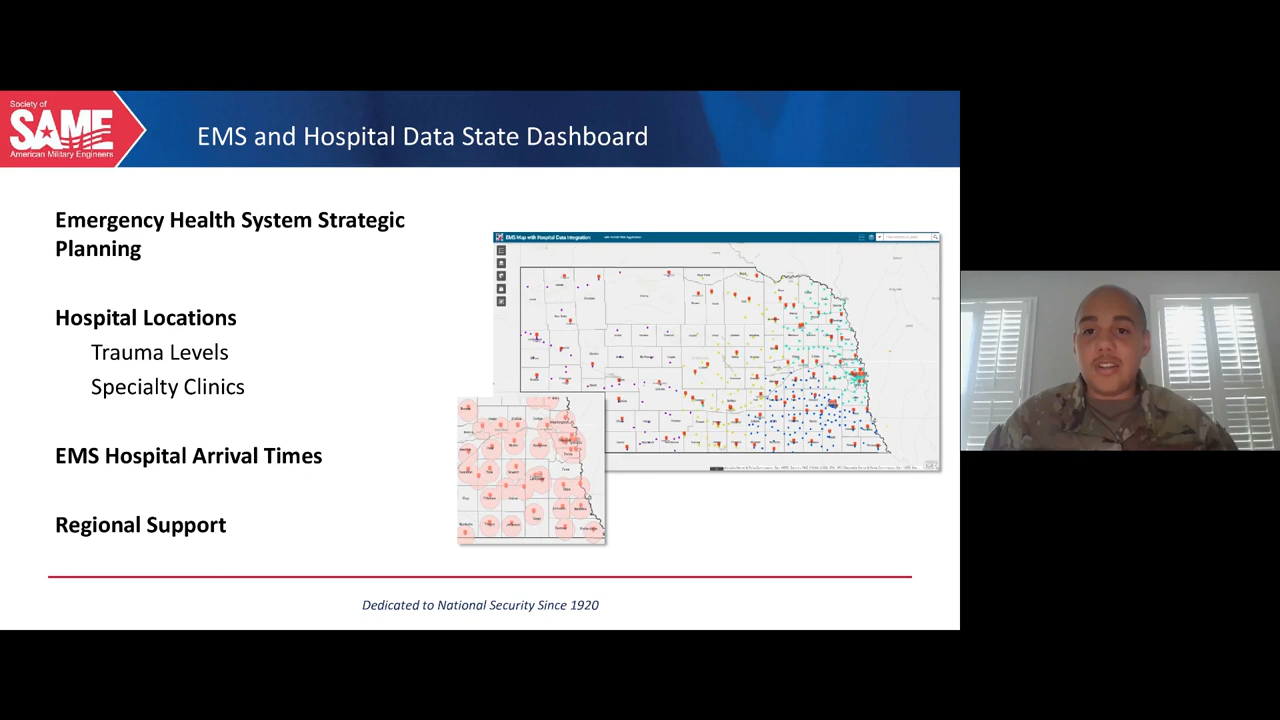 Society of
SAME
American Military Engineers
EMS and Hospital Data State Dashboard
Emergency Health System Strategic
Planning
Hospital Locations
Trauma Levels
Specialty Clinics
EMS Hospital Arrival Times
Regional Support
EMS Map with Hospital Data Integration
Dedicated to National Security Since 1920